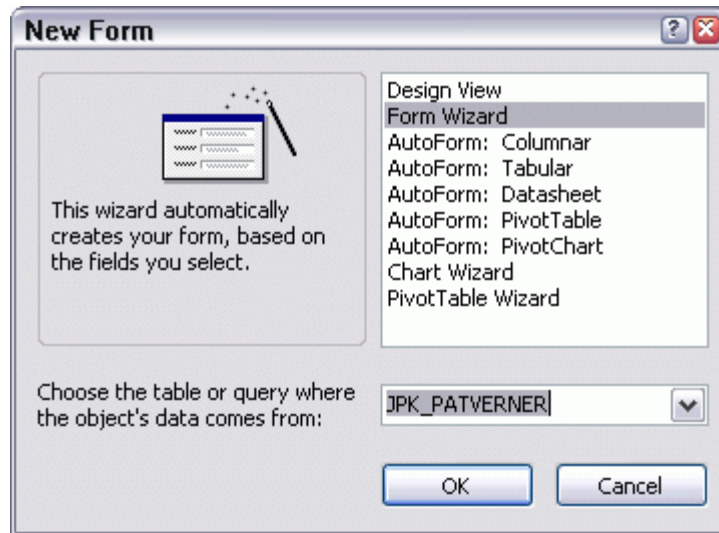 New Form
This wizard automatically
creates your form, based on
the fields you select.
Design View
Form Wizard
AutoForm: Columnar
AutoForm: Tabular
AutoForm: Datasheet
AutoForm: PivotTable
AutoForm: PivotChart
Chart Wizard
PivotTable Wizard
Choose the table or query where
the object's data comes from:
JPK_PATVERNER
OK
Cancel